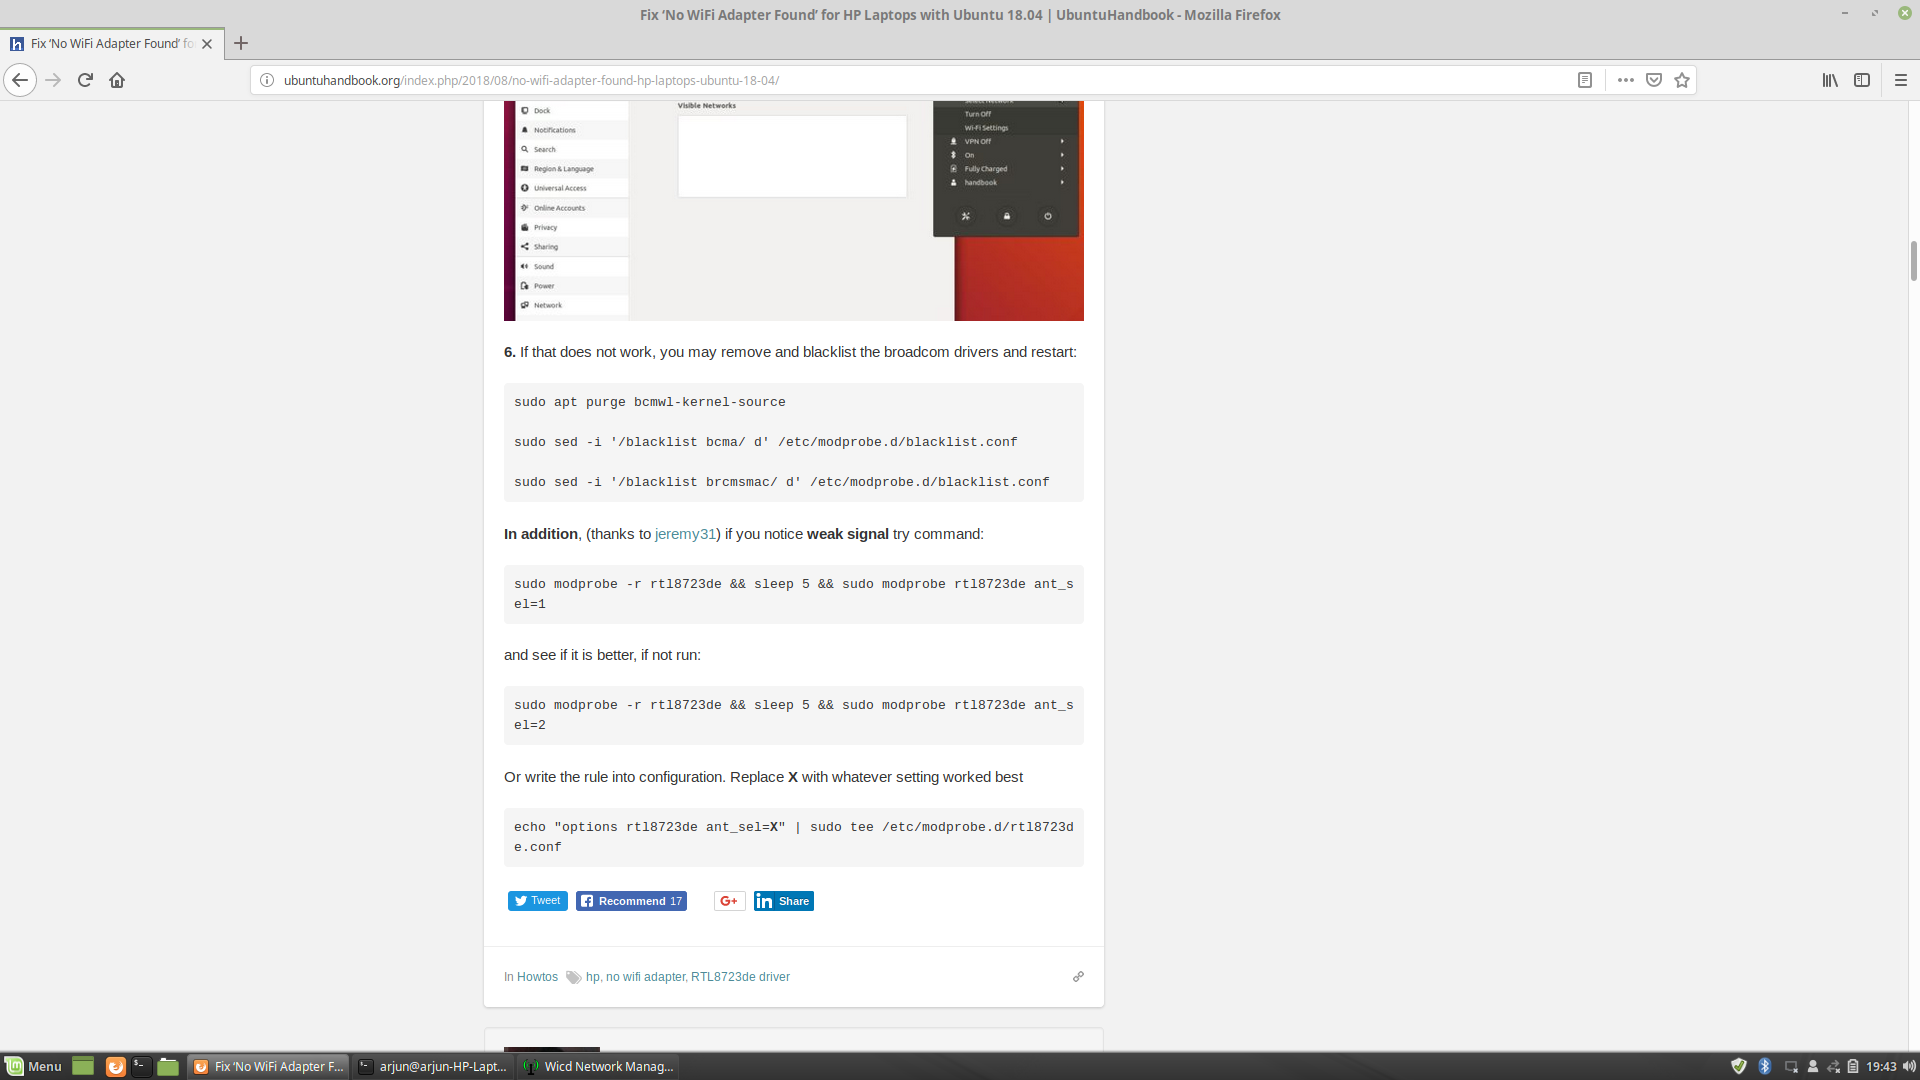 Fix ‘No WiFi Adapter Found’ for HP Laptops with Ubuntu 18.04 | UbuntuHandbook - Mozilla Firefox
Fix ‘No WiFi Adapter Found’ fo
ubuntuhandbook.org/index.php/2018/08/no-wifi-adapter-found-hp-laptops-ubuntu-18-04/
Dock
Notifications
Search
Region & Language
Universal Access
Online Accounts
Privacy
Sharing
Sound
Power
Network
Visible Networks
Select Network
Turn Off
Wi-Fi Settings
VPN Off
On
Fully Charged
handbook
6. If that does not work, you may remove and blacklist the broadcom drivers and restart:
sudo apt purge bcmwl-kernel-source
sudo sed -i '/blacklist bcma/ d' /etc/modprobe.d/blacklist.conf
sudo sed -i '/blacklist brcmsmac/ d' /etc/modprobe.d/blacklist.conf
In addition, (thanks to jeremy31) if you notice weak signal try command:
sudo modprobe -r rtl8723de && sleep 5 && sudo modprobe rtl8723de ant_s
el=1
and see if it is better, if not run:
sudo modprobe -r rtl8723de && sleep 5 && sudo modprobe rtl8723de ant_s
el=2
Or write the rule into configuration. Replace X with whatever setting worked best
echo "options rtl8723de ant_sel=X" | sudo tee /etc/modprobe.d/rtl8723d
e.conf
Tweet Recommend 17 G+ in Share
In Howtos hp, no wifi adapter, RTL8723de driver
Menu Fix ‘No WiFi Adapter F... arjun@arjun-HP-Lapt... Wicd Network Manag... 19:43